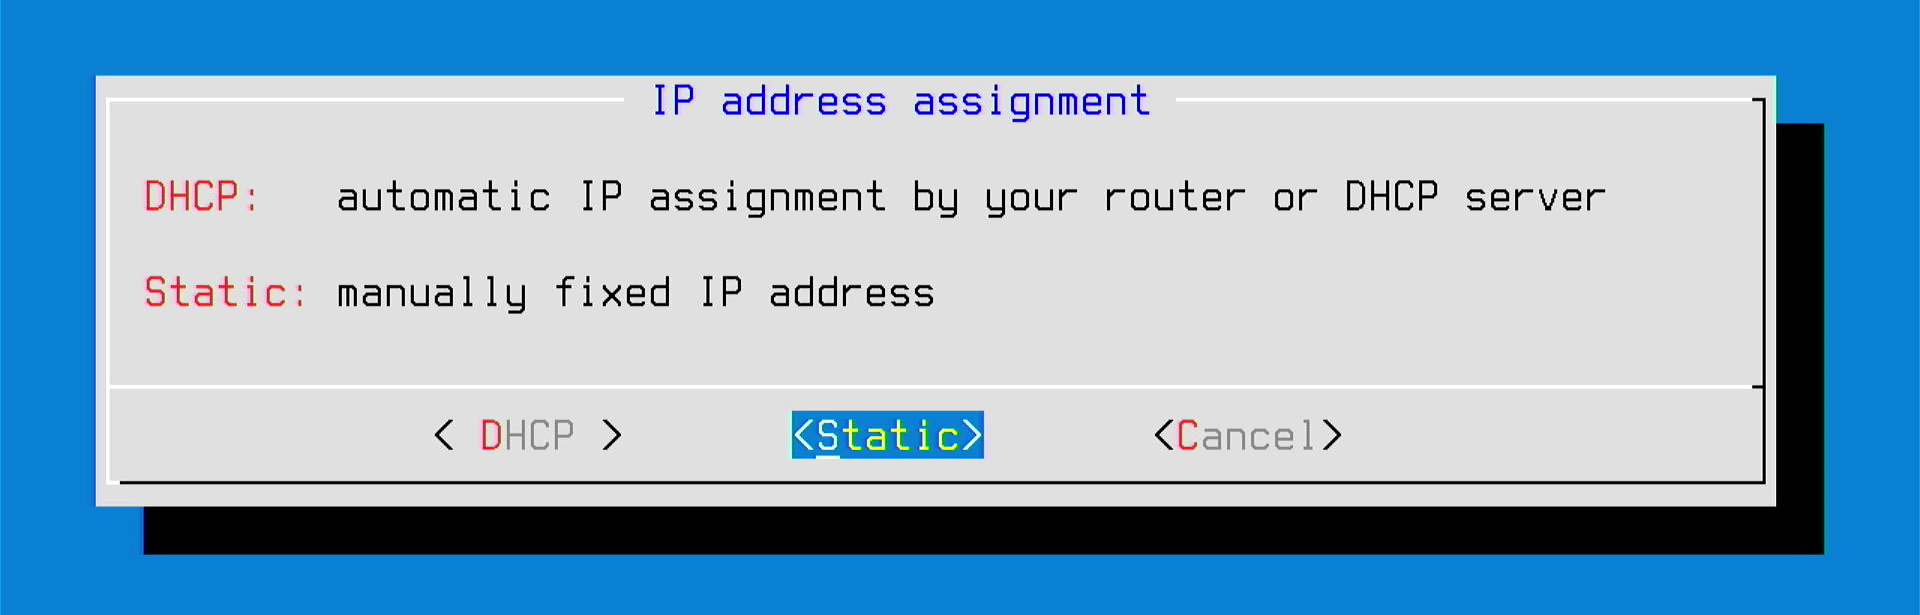 IP address assignment
DHCP: automatic IP assignment by your router or DHCP server
Static: manually fixed IP address
< DHCP > <Static> <Cancel>